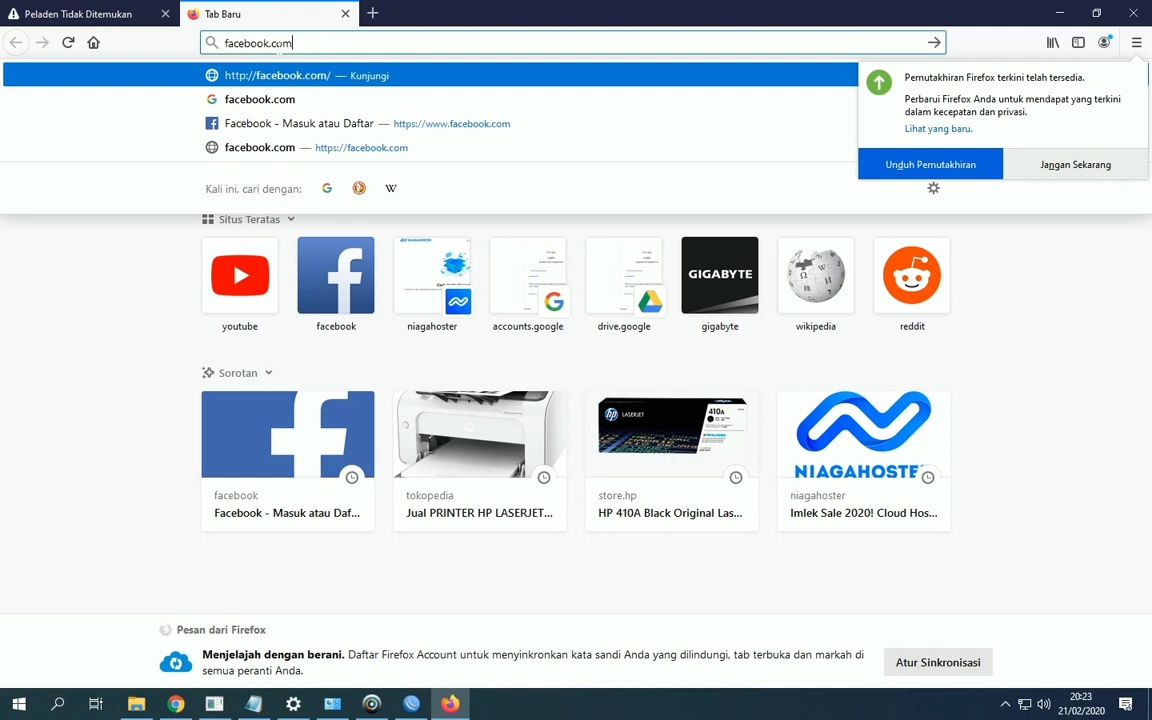 Peladen Tidak Ditemukan
Tab Baru
facebook.com
http://facebook.com/ — Kunjungi
facebook.com
Facebook - Masuk atau Daftar — https://www.facebook.com
facebook.com — https://facebook.com
Kali ini, cari dengan:
Pemutakhiran Firefox terkini telah tersedia.
Perbarui Firefox Anda untuk mendapat yang terkini
dalam kecepatan dan privasi.
Lihat yang baru.
Unduh Pemutakhiran
Jangan Sekarang
Situs Teratas
GIGABYTE
youtube
facebook
niagahoster
accounts.google
drive.google
gigabyte
wikipedia
reddit
Sorotan
hp LASERJET
410A
NIAGAHOSTE
facebook
Facebook - Masuk atau Daf...
tokopedia
Jual PRINTER HP LASERJET...
store.hp
HP 410A Black Original Las...
niagahoster
Imlek Sale 2020! Cloud Hos...
Pesan dari Firefox
Menjelajah dengan berani. Daftar Firefox Account untuk menyinkronkan kata sandi Anda yang dilindungi, tab terbuka dan markah di
semua peranti Anda.
Atur Sinkronisasi
20:23
21/02/2020